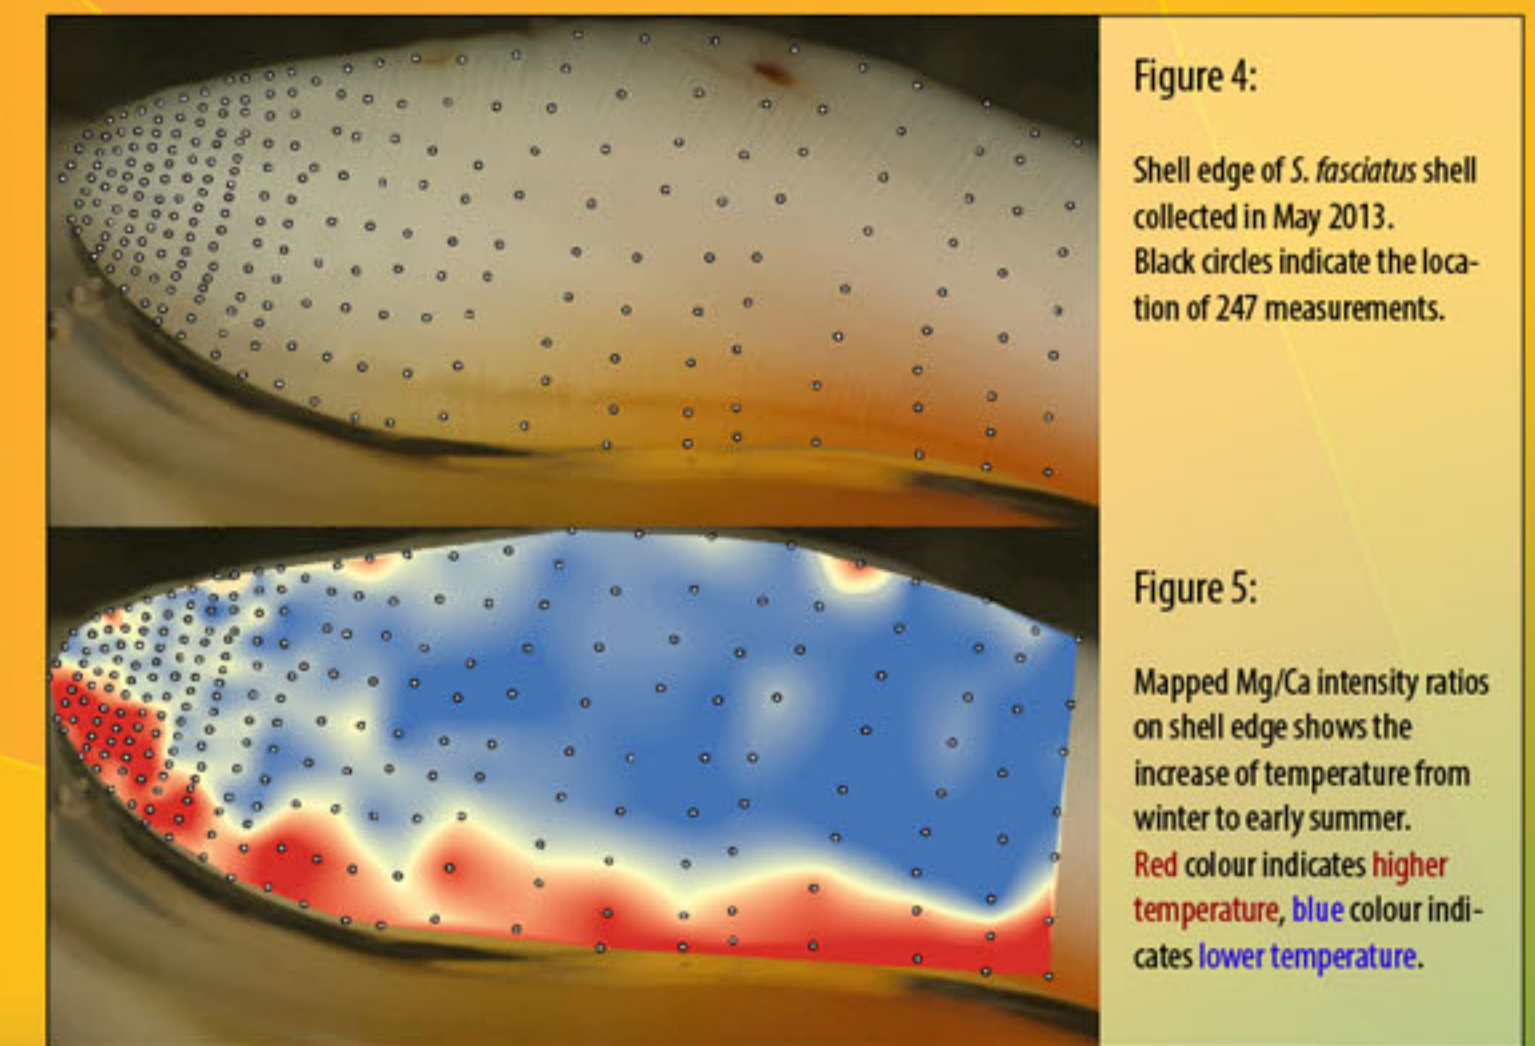 Figure 4:
Shell edge of S. fasciatus shell
collected in May 2013.
Black circles indicate the loca-
tion of 247 measurements.
Figure 5:
Mapped Mg/Ca intensity ratios
on shell edge shows the
increase of temperature from
winter to early summer.
Red colour indicates higher
temperature, blue colour indi-
cates lower temperature.